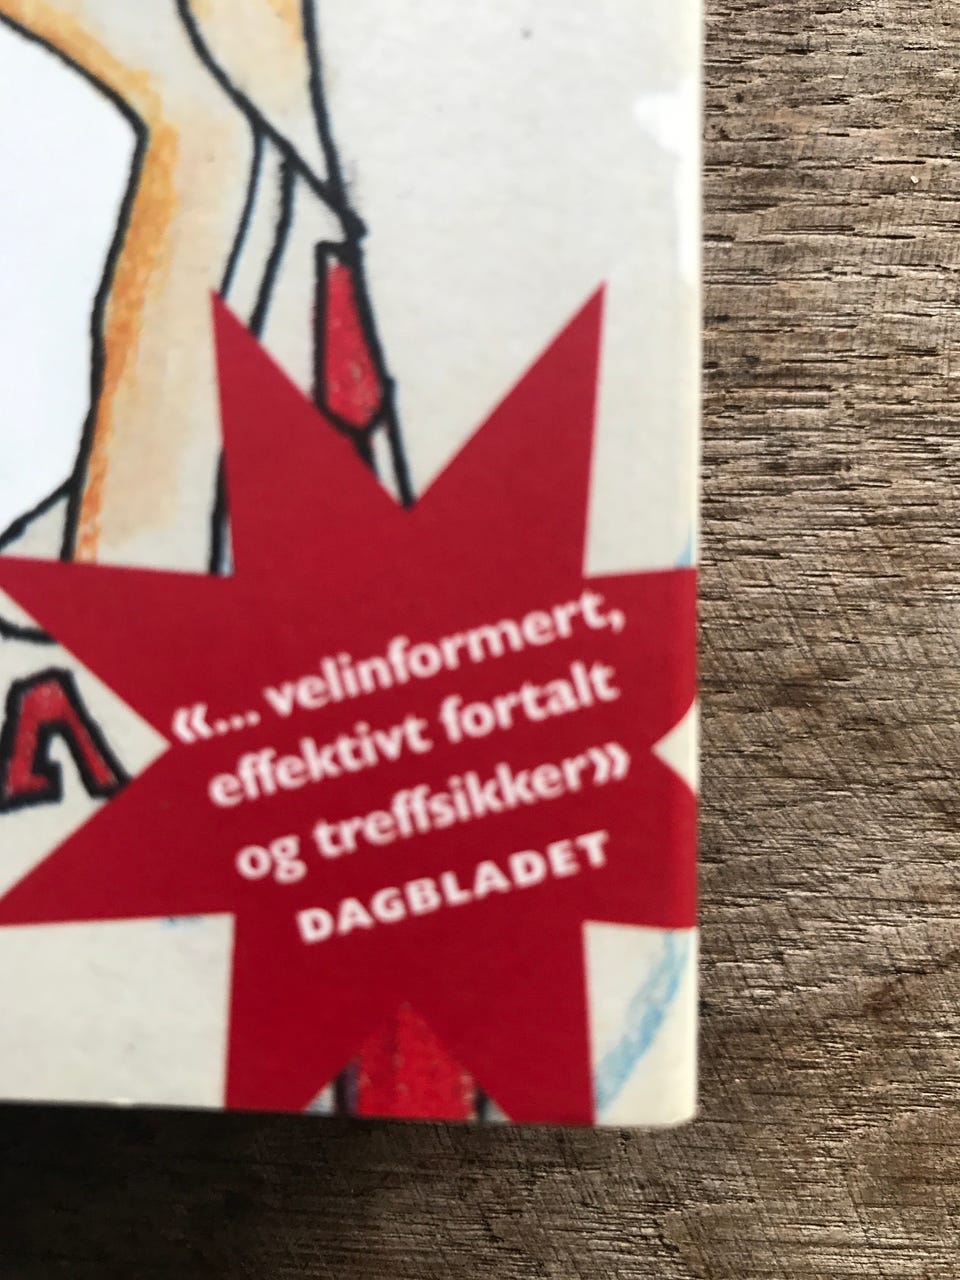 «... velinformert,
effektivt fortalt
og treffsikker»
DAGBLADET